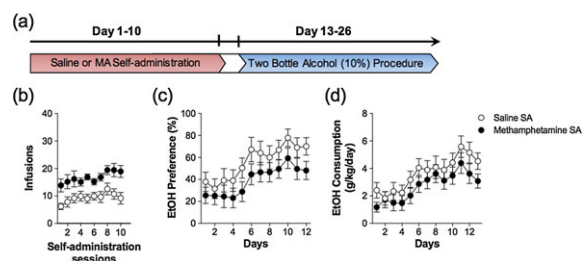 (a)
Day 1-10
Day 13-26
Saline or MA Self-administration
Two Bottle Alcohol (10%) Procedure
(b)
(c)
(d)
Saline SA
Methamphetamine SA
Infusions
40
30
20
10
0
2 4 6 8 10
Self-administration
sessions
EtOH Preference (%)
100
80
60
40
20
0
2 4 6 8 10 12
Days
EtOH Consumption
(g/kg/day)
8
6
4
2
0
2 4 6 8 10 12
Days